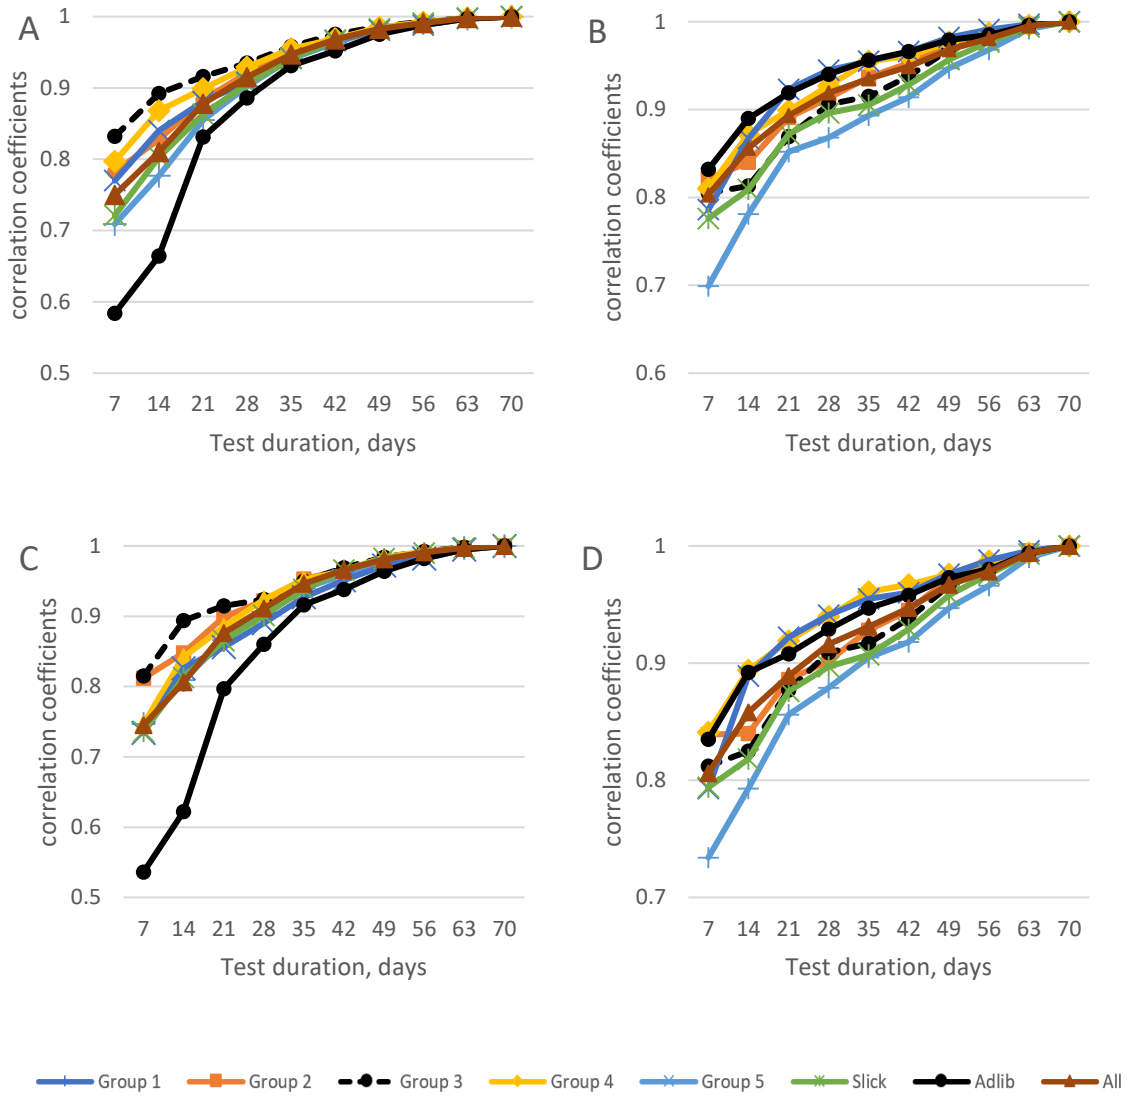 A
correlation coefficients
1
0.9
0.8
0.7
0.6
0.5
7 14 21 28 35 42 49 56 63 70
Test duration, days
B
correlation coefficients
1
0.9
0.8
0.7
0.6
7 14 21 28 35 42 49 56 63 70
Test duration, days
C
correlation coefficients
1
0.9
0.8
0.7
0.6
0.5
7 14 21 28 35 42 49 56 63 70
Test duration, days
D
correlation coefficients
1
0.9
0.8
0.7
7 14 21 28 35 42 49 56 63 70
Test duration, days
Group 1 Group 2 Group 3 Group 4 Group 5 Slick Adlib All